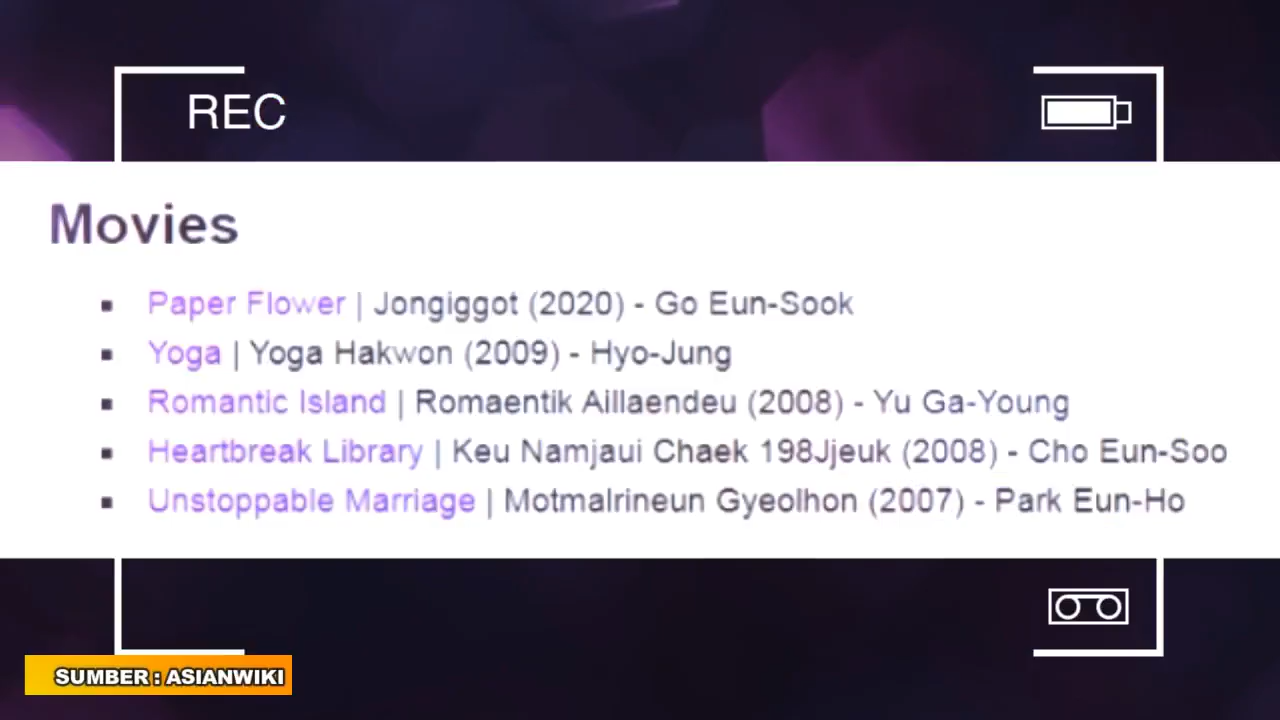 REC
Movies
Paper Flower | Jongiggot (2020) - Go Eun-Sook
Yoga | Yoga Hakwon (2009) - Hyo-Jung
Romantic Island | Romaentik Aillaendeu (2008) - Yu Ga-Young
Heartbreak Library | Keu Namjaui Chaek 198Jjeuk (2008) - Cho Eun-Soo
Unstoppable Marriage | Motmalrineun Gyeolhon (2007) - Park Eun-Ho
SUMBER : ASIANWIKI